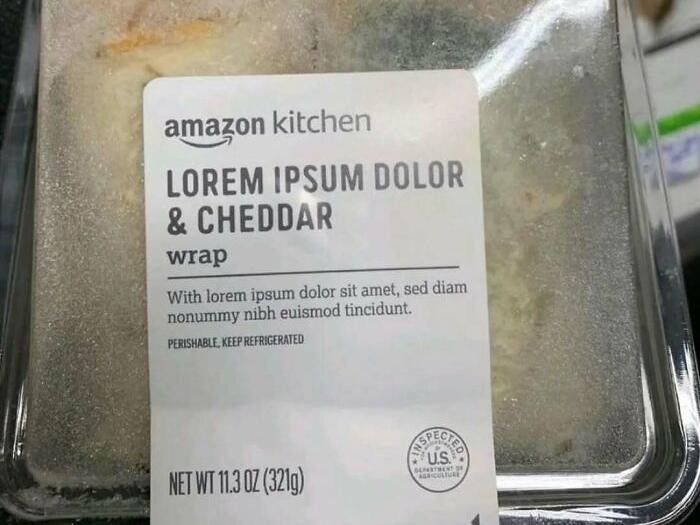 amazon kitchen
LOREM IPSUM DOLOR
& CHEDDAR
wrap
With lorem ipsum dolor sit amet, sed diam
nonummy nibh euismod tincidunt.
PERISHABLE, KEEP REFRIGERATED
INSPECTED
U.S.
DEPARTMENT OF
AGRICULTURE
NET WT 11.3 OZ (321g)